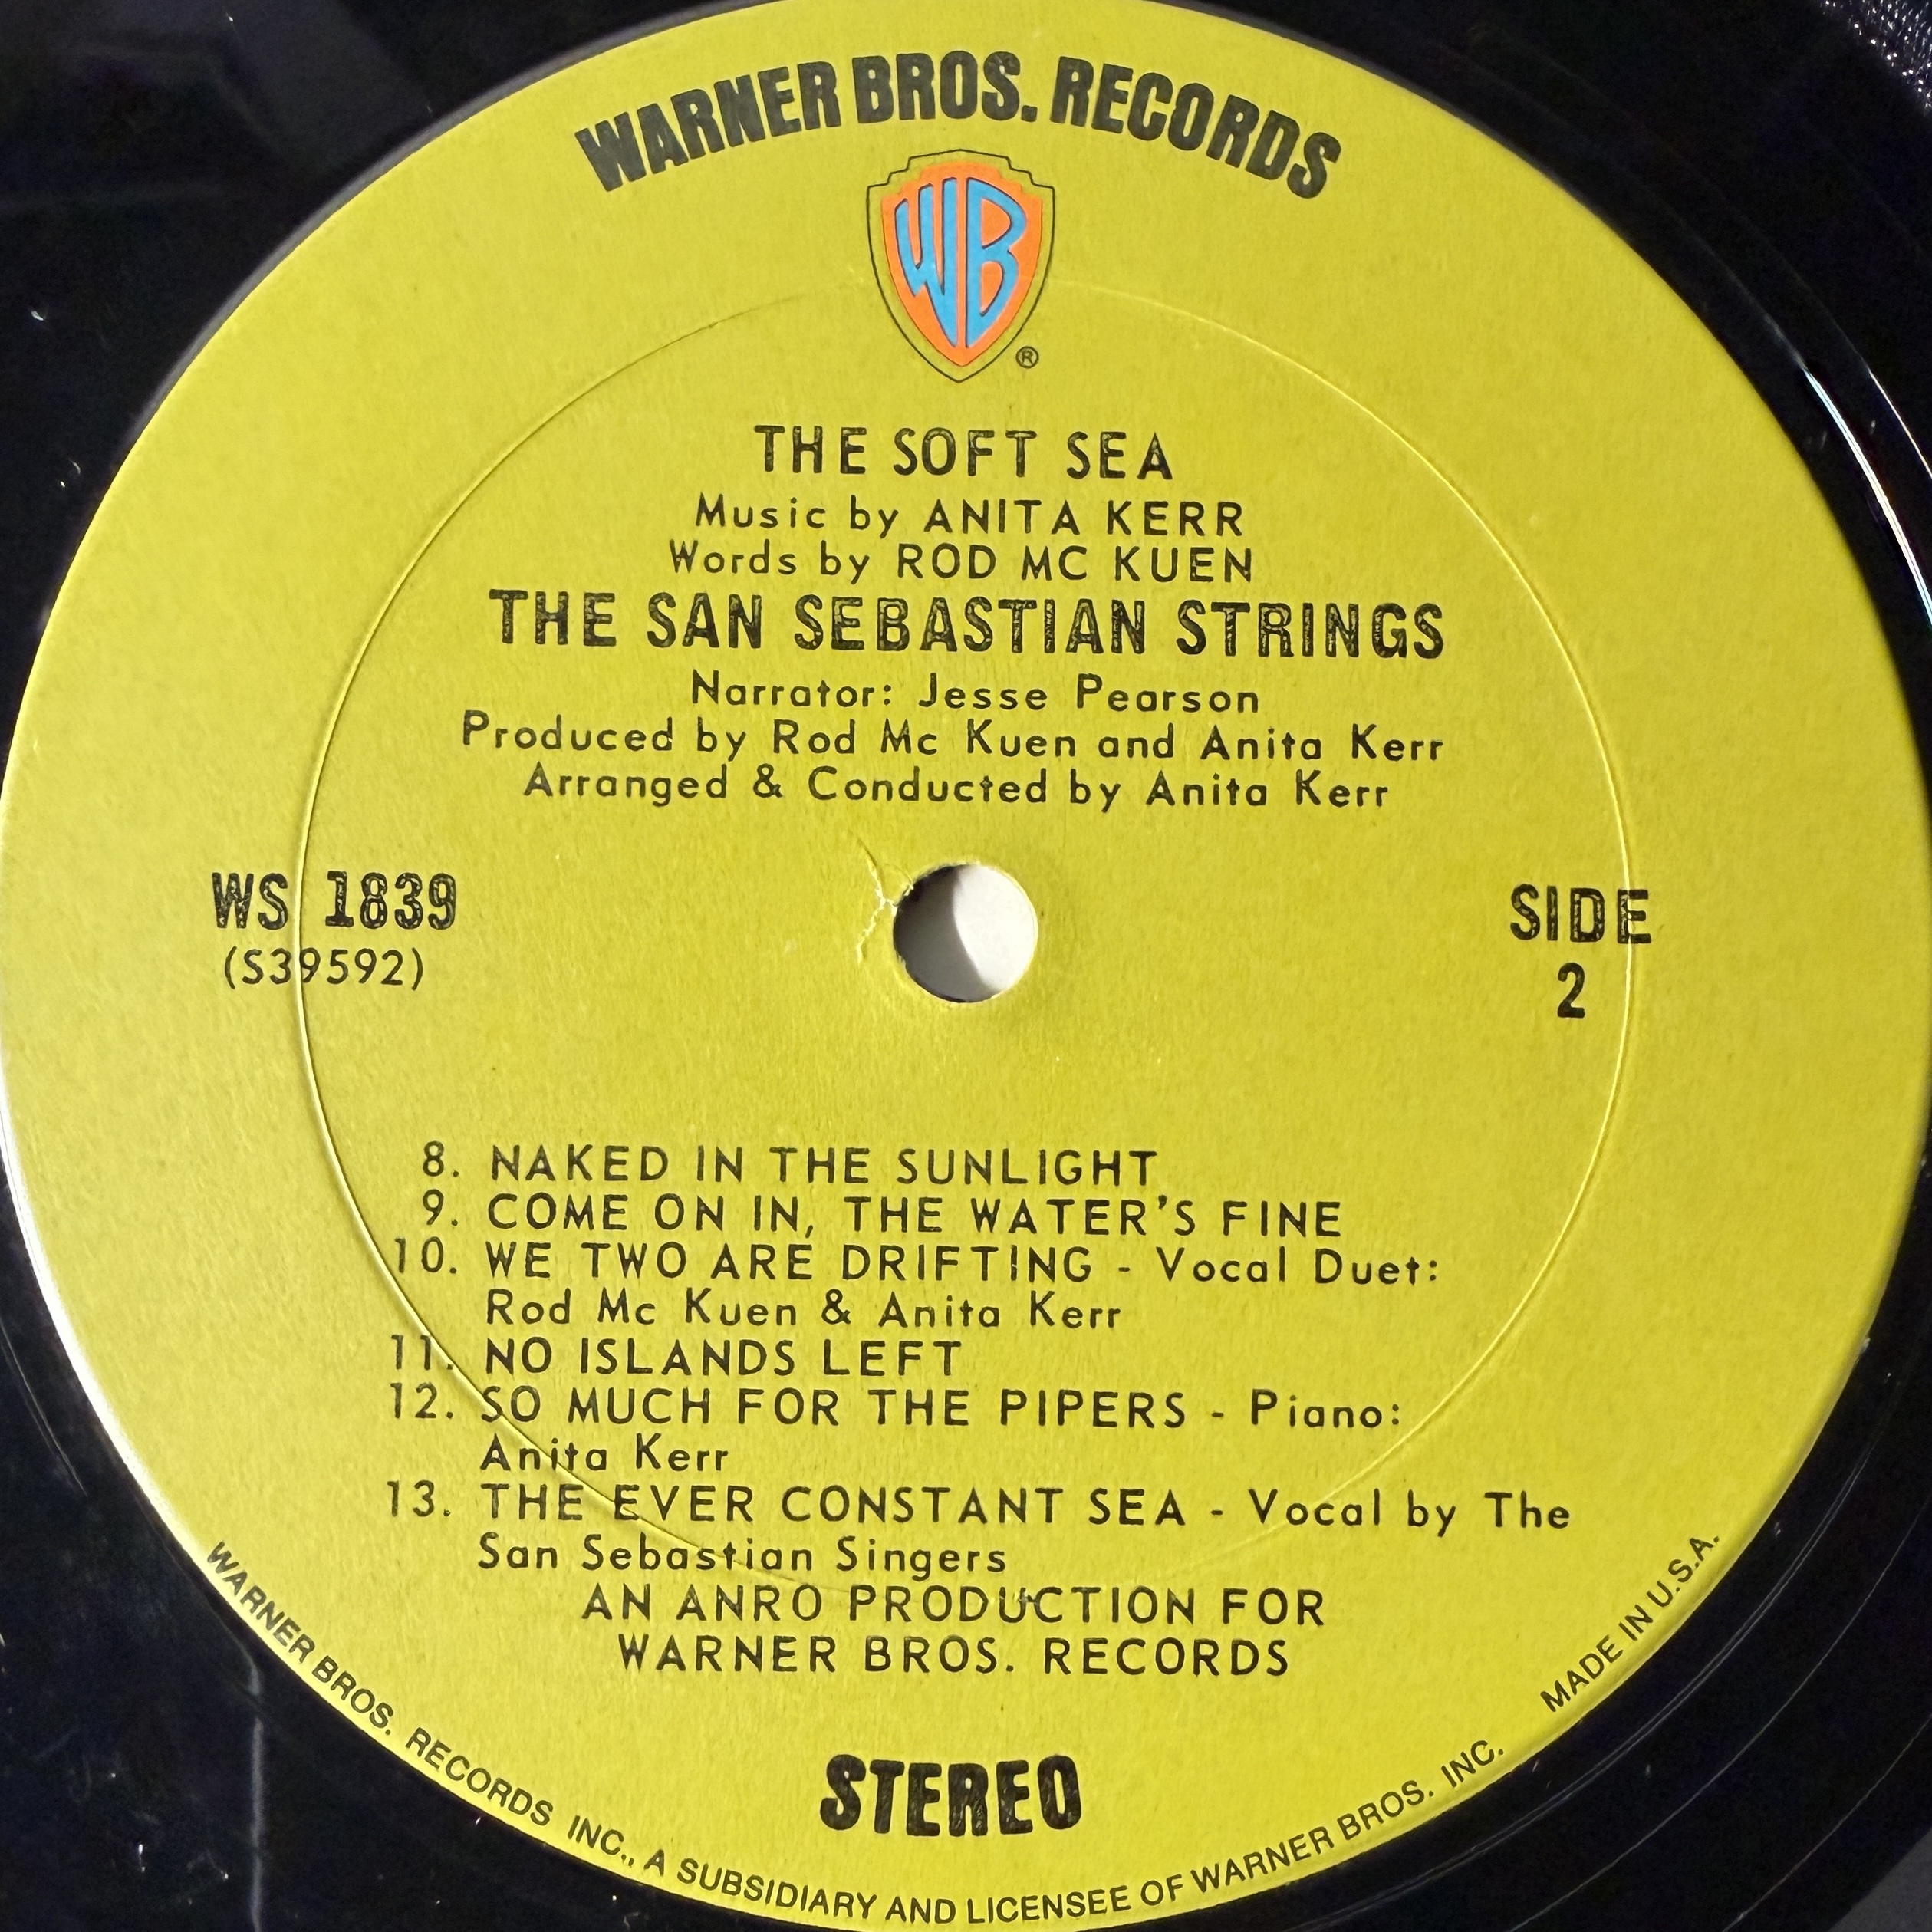 WARNER BROS. RECORDS
WB
®
THE SOFT SEA
Music by ANITA KERR
Words by ROD MC KUEN
THE SAN SEBASTIAN STRINGS
Narrator: Jesse Pearson
Produced by Rod Mc Kuen and Anita Kerr
Arranged & Conducted by Anita Kerr
WS 1839
(S39592)
SIDE
2
8. NAKED IN THE SUNLIGHT
9. COME ON IN, THE WATER'S FINE
10. WE TWO ARE DRIFTING - Vocal Duet:
Rod Mc Kuen & Anita Kerr
11. NO ISLANDS LEFT
12. SO MUCH FOR THE PIPERS - Piano:
Anita Kerr
13. THE EVER CONSTANT SEA - Vocal by The
San Sebastian Singers
AN ANRO PRODUCTION FOR
WARNER BROS. RECORDS
STEREO
WARNER BROS. RECORDS INC., A SUBSIDIARY AND LICENSEE OF WARNER BROS. INC.
MADE IN U.S.A.